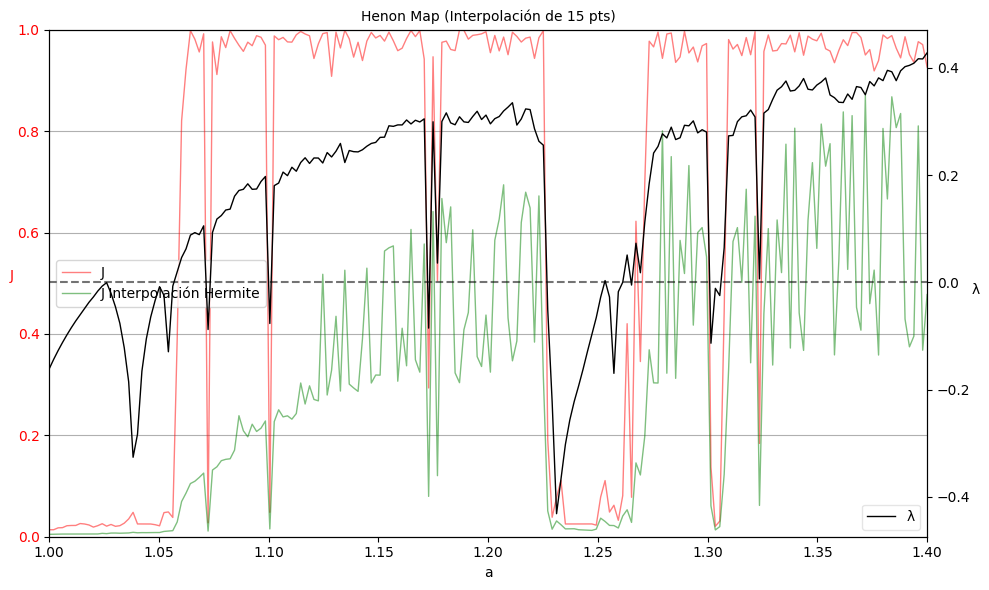 Henon Map (Interpolación de 15 pts)
1.0
0.8
0.6
0.4
0.2
0.0
J
0.4
0.2
0.0
−0.2
−0.4
λ
J
J Interpolación Hermite
λ
1.00
1.05
1.10
1.15
1.20
1.25
1.30
1.35
1.40
a